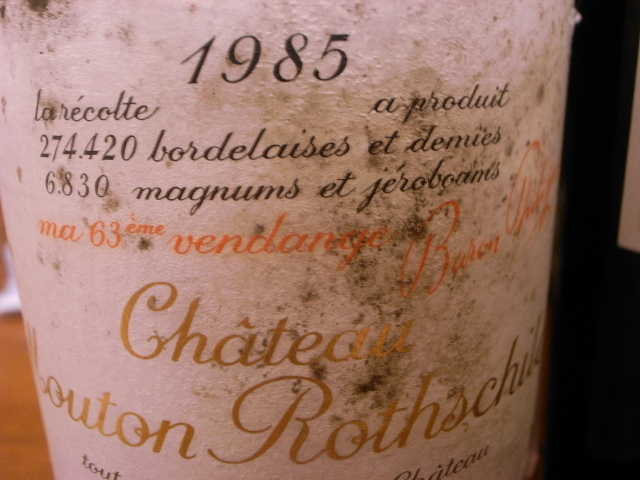 1985
la récolte a produit
274.420 bordelaises et demies
6.830 magnums et jéroboams
ma 63ème vendange Baron
Château
Mouton Rothschild
tout Château